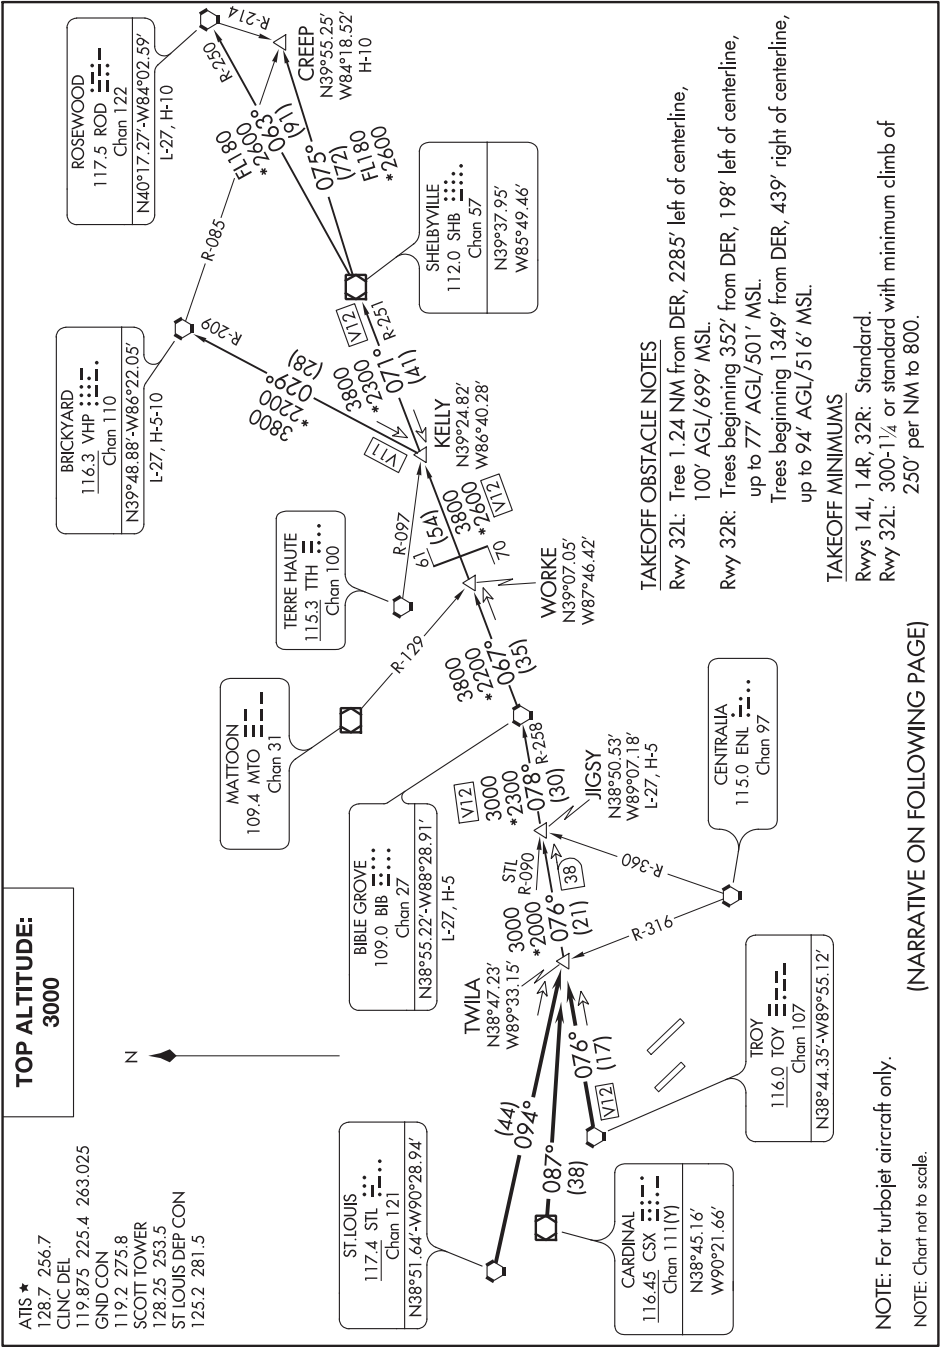 TOP ALTITUDE:
3000
ATIS ★
128.7 256.7
CLNC DEL
119.875 225.4 263.025
GND CON
119.2 275.8
SCOTT TOWER
128.25 253.5
ST LOUIS DEP CON
125.2 281.5
N
ST.LOUIS
117.4 STL
Chan 121
N38°51.64'-W90°28.94'
(44)
094°
CARDINAL
116.45 CSX
Chan 111(Y)
N38°45.16'
W90°21.66'
087°
(38)
TROY
116.0 TOY
Chan 107
N38°44.35'-W89°55.12'
V12
076°
(17)
TWILA
N38°47.23'
W89°33.15'
3000
*2000
076°
(21)
STL
R-090
38
R-316
R-360
CENTRALIA
115.0 ENL
Chan 97
JIGSY
N38°50.53'
W89°07.18'
L-27, H-5
V12
3000
*2300
078°
(30)
R-258
BIBLE GROVE
109.0 BIB
Chan 27
N38°55.22'-W88°28.91'
L-27, H-5
3800
*2200
067°
(35)
MATTOON
109.4 MTO
Chan 31
R-129
WORKE
N39°07.05'
W87°46.42'
61
70
(54)
3800
*2600
V12
TERRE HAUTE
115.3 TTH
Chan 100
R-097
KELLY
N39°24.82'
W86°40.28'
V11
3800
*2200
029°
(28)
R-209
BRICKYARD
116.3 VHP
Chan 110
N39°48.88'-W86°22.05'
L-27, H-5-10
R-085
3800
*2300
071°
(41)
V12
R-251
SHELBYVILLE
112.0 SHB
Chan 57
N39°37.95'
W85°49.46'
FL180
*2600
063°
(91)
R-250
075°
(72)
FL180
*2600
ROSEWOOD
117.5 ROD
Chan 122
N40°17.27'-W84°02.59'
L-27, H-10
R-214
CREEP
N39°55.25'
W84°18.52'
H-10
TAKEOFF OBSTACLE NOTES
Rwy 32L: Tree 1.24 NM from DER, 2285' left of centerline,
100' AGL/699' MSL.
Rwy 32R: Trees beginning 352' from DER, 198' left of centerline,
up to 77' AGL/501' MSL.
Trees beginning 1349' from DER, 439' right of centerline,
up to 94' AGL/516' MSL.
TAKEOFF MINIMUMS
Rwys 14L, 14R, 32R: Standard.
Rwy 32L: 300-1¼ or standard with minimum climb of
250' per NM to 800.
(NARRATIVE ON FOLLOWING PAGE)
NOTE: For turbojet aircraft only.
NOTE: Chart not to scale.